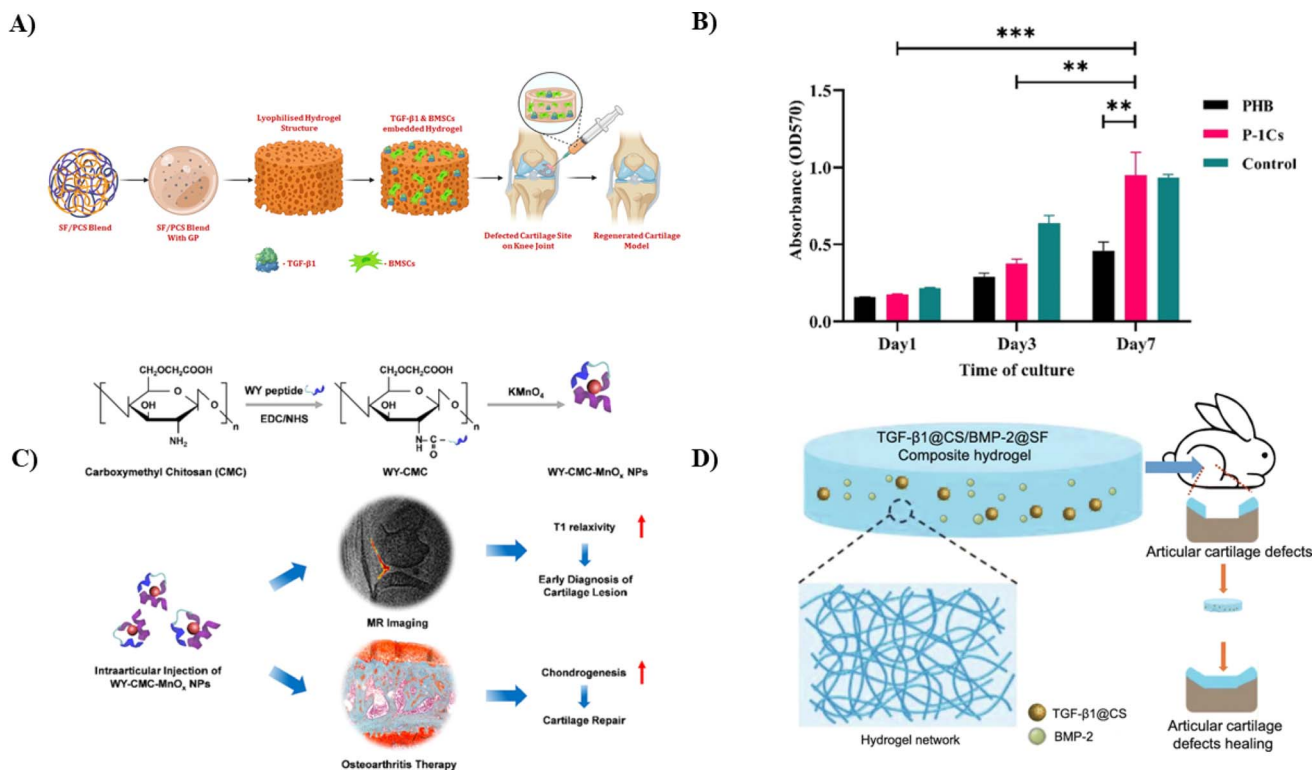 A)
Lyophilised Hydrogel
Structure
TGF-β1 & BMSCs
embedded Hydrogel
SF/PCS Blend
SF/PCS Blend
With GP
Defected Cartilage Site
on Knee Joint
Regenerated Cartilage
Model
- TGF-β1
- BMSCs
B)
***
**
**
Absorbance (OD570)
1.5
1.0
0.5
0.0
Day1
Day3
Day7
Time of culture
PHB
P-1Cs
Control
C)
C₆OCH₂COOH
O
OH
NH₂
O
n
Carboxymethyl Chitosan (CMC)
WY peptide
EDC/NHS
C₆OCH₂COOH
O
OH
O
n
N–C
H
O
WY-CMC
KMnO₄
WY-CMC-MnOₓ NPs
Intraarticular Injection of
WY-CMC-MnOₓ NPs
MR Imaging
T1 relaxivity
Early Diagnosis of
Cartilage Lesion
Osteoarthritis Therapy
Chondrogenesis
Cartilage Repair
D)
TGF-β1@CS/BMP-2@SF
Composite hydrogel
Hydrogel network
TGF-β1@CS
BMP-2
Articular cartilage defects
Articular cartilage
defects healing